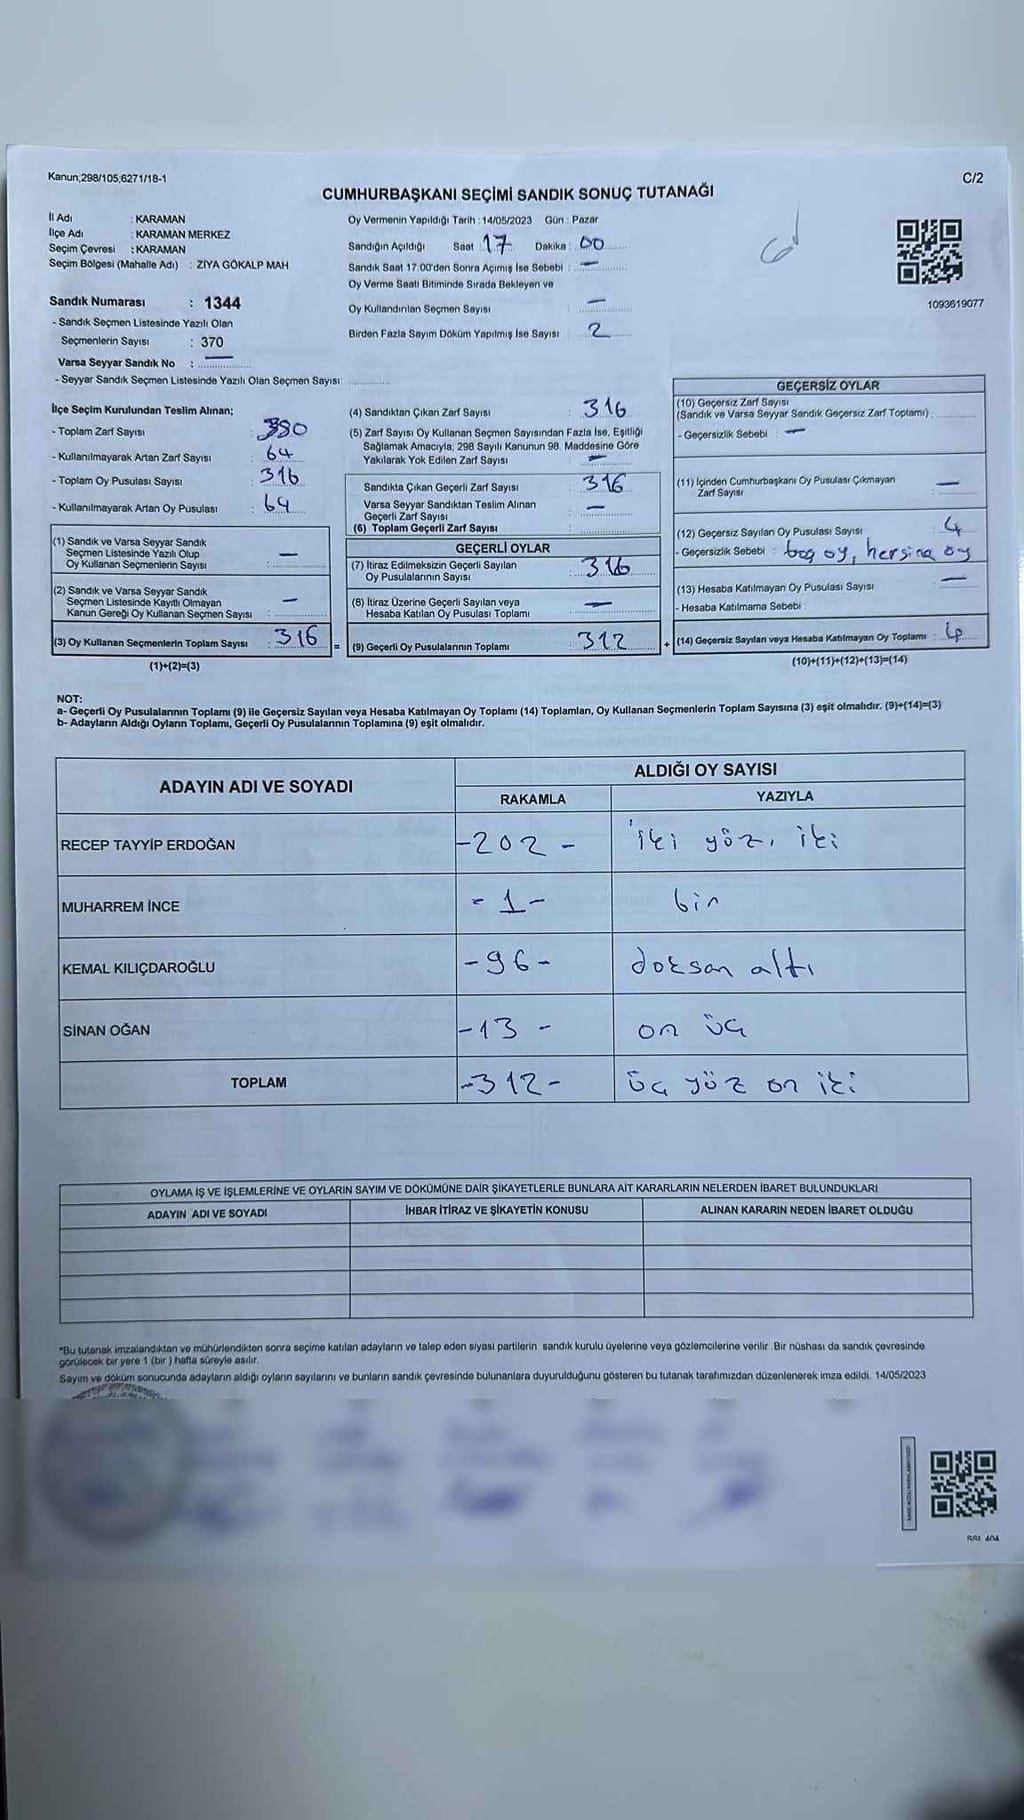 Kanun;298/105;6271/18-1
C/2
CUMHURBAŞKANI SEÇİMİ SANDIK SONUÇ TUTANAĞI
İl Adı : KARAMAN
İlçe Adı : KARAMAN MERKEZ
Seçim Çevresi : KARAMAN
Seçim Bölgesi (Mahalle Adı) : ZİYA GÖKALP MAH
Sandık Numarası : 1344
- Sandık Seçmen Listesinde Yazılı Olan
Seçmenlerin Sayısı : 370
Varsa Seyyar Sandık No : —
- Seyyar Sandık Seçmen Listesinde Yazılı Olan Seçmen Sayısı:
Oy Vermenin Yapıldığı Tarih : 14/05/2023 Gün : Pazar
Sandığın Açıldığı Saat : 17 Dakika : 00
Sandık Saat 17:00'den Sonra Açılmış İse Sebebi : —
Oy Verme Saati Bitiminde Sırada Bekleyen ve
Oy Kullandırılan Seçmen Sayısı : —
Birden Fazla Sayım Döküm Yapılmış İse Sayısı : 2
1093619077
İlçe Seçim Kurulundan Teslim Alınan;
- Toplam Zarf Sayısı : 380
- Kullanılmayarak Artan Zarf Sayısı : 64
- Toplam Oy Pusulası Sayısı : 316
- Kullanılmayarak Artan Oy Pusulası : 64
(1) Sandık ve Varsa Seyyar Sandık
Seçmen Listesinde Yazılı Olup
Oy Kullanan Seçmenlerin Sayısı : —
(2) Sandık ve Varsa Seyyar Sandık
Seçmen Listesinde Kayıtlı Olmayan
Kanun Gereği Oy Kullanan Seçmen Sayısı : —
(3) Oy Kullanan Seçmenlerin Toplam Sayısı : 316
(1)+(2)=(3)
(4) Sandıktan Çıkan Zarf Sayısı : 316
(5) Zarf Sayısı Oy Kullanan Seçmen Sayısından Fazla İse, Eşitliği
Sağlamak Amacıyla; 298 Sayılı Kanunun 98. Maddesine Göre
Yakılarak Yok Edilen Zarf Sayısı : —
Sandıkta Çıkan Geçerli Zarf Sayısı : 316
Varsa Seyyar Sandıktan Teslim Alınan
Geçerli Zarf Sayısı : —
(6) Toplam Geçerli Zarf Sayısı :
GEÇERLİ OYLAR
(7) İtiraz Edilmeksizin Geçerli Sayılan
Oy Pusulalarının Sayısı : 316
(8) İtiraz Üzerine Geçerli Sayılan veya
Hesaba Katılan Oy Pusulası Toplamı : —
= (9) Geçerli Oy Pusulalarının Toplamı : 312
GEÇERSİZ OYLAR
(10) Geçersiz Zarf Sayısı
(Sandık ve Varsa Seyyar Sandık Geçersiz Zarf Toplamı) :
- Geçersizlik Sebebi : —
(11) İçinden Cumhurbaşkanı Oy Pusulası Çıkmayan
Zarf Sayısı : —
(12) Geçersiz Sayılan Oy Pusulası Sayısı : 4
- Geçersizlik Sebebi : boş oy, hersine oy
(13) Hesaba Katılmayan Oy Pusulası Sayısı : —
- Hesaba Katılmama Sebebi :
+ (14) Geçersiz Sayılan veya Hesaba Katılmayan Oy Toplamı : 4
(10)+(11)+(12)+(13)=(14)
NOT:
a- Geçerli Oy Pusulalarının Toplamı (9) ile Geçersiz Sayılan veya Hesaba Katılmayan Oy Toplamı (14) Toplamları, Oy Kullanan Seçmenlerin Toplam Sayısına (3) eşit olmalıdır. (9)+(14)=(3)
b- Adayların Aldığı Oyların Toplamı, Geçerli Oy Pusulalarının Toplamına (9) eşit olmalıdır.
ADAYIN ADI VE SOYADI
ALDIĞI OY SAYISI
RAKAMLA YAZIYLA
RECEP TAYYİP ERDOĞAN -202- iki yüz, iki
MUHARREM İNCE -1- bir
KEMAL KILIÇDAROĞLU -96- doksan altı
SİNAN OĞAN -13- on üç
TOPLAM -312- üç yüz on iki
OYLAMA İŞ VE İŞLEMLERİNE VE OYLARIN SAYIM VE DÖKÜMÜNE DAİR ŞİKAYETLERLE BUNLARA AİT KARARLARIN NELERDEN İBARET BULUNDUKLARI
ADAYIN ADI VE SOYADI İHBAR İTİRAZ VE ŞİKAYETİN KONUSU ALINAN KARARIN NEDEN İBARET OLDUĞU
*Bu tutanak imzalandıktan ve mühürlendikten sonra seçime katılan adayların ve talep eden siyasi partilerin sandık kurulu üyelerine veya gözlemcilerine verilir. Bir nüshası da sandık çevresinde
görülecek bir yere 1 (bir) hafta süreyle asılır.
Sayım ve döküm sonucunda adayların aldığı oyların sayılarını ve bunların sandık çevresinde bulunanlara duyurulduğunu gösteren bu tutanak tarafımızdan düzenlenerek imza edildi. 14/05/2023